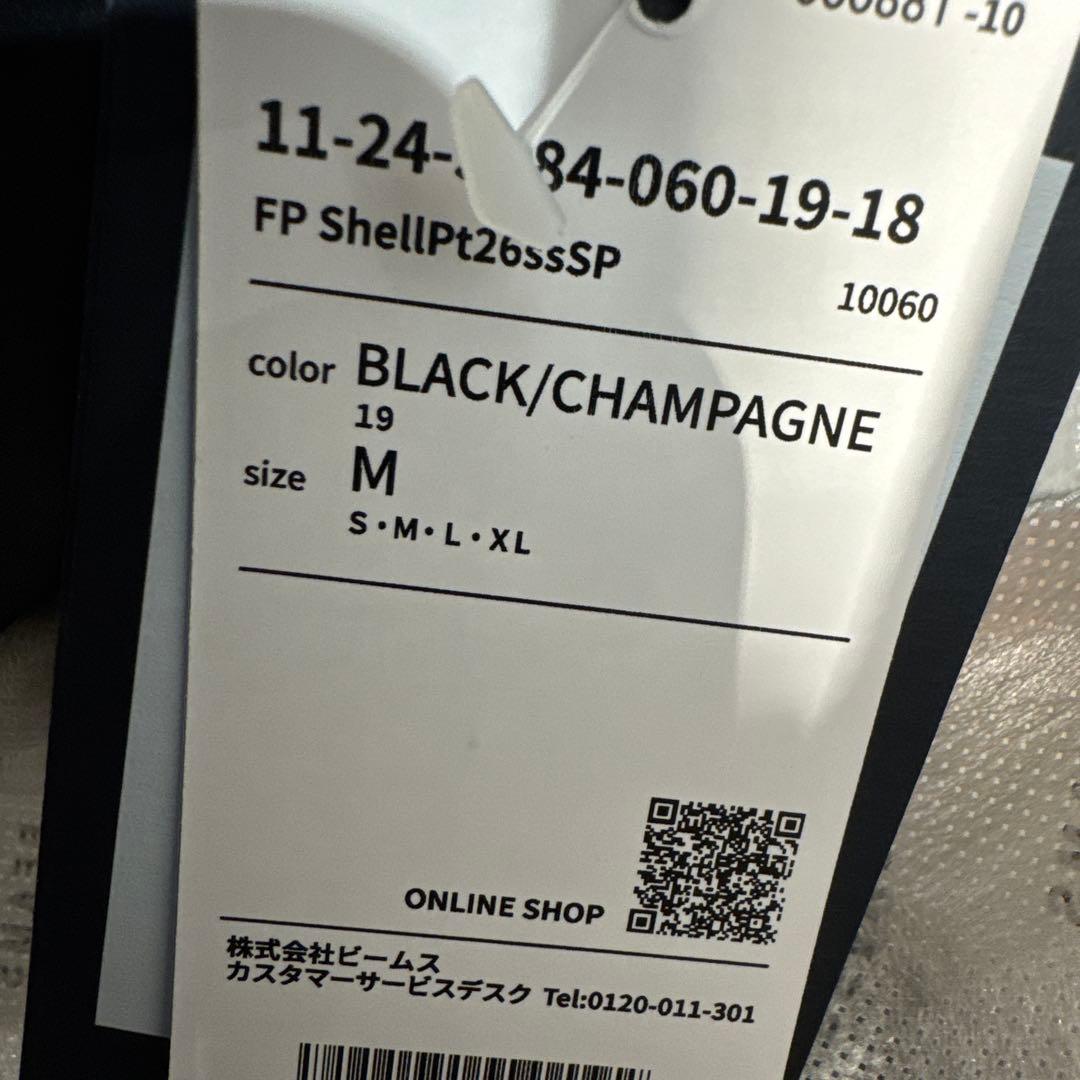 -10
11-24- 84-060-19-18
FP ShellPt26ssSP
10060
color BLACK/CHAMPAGNE
19
size M
S・M・L・XL
ONLINE SHOP
株式会社ビームス
カスタマーサービスデスク Tel:0120-011-301